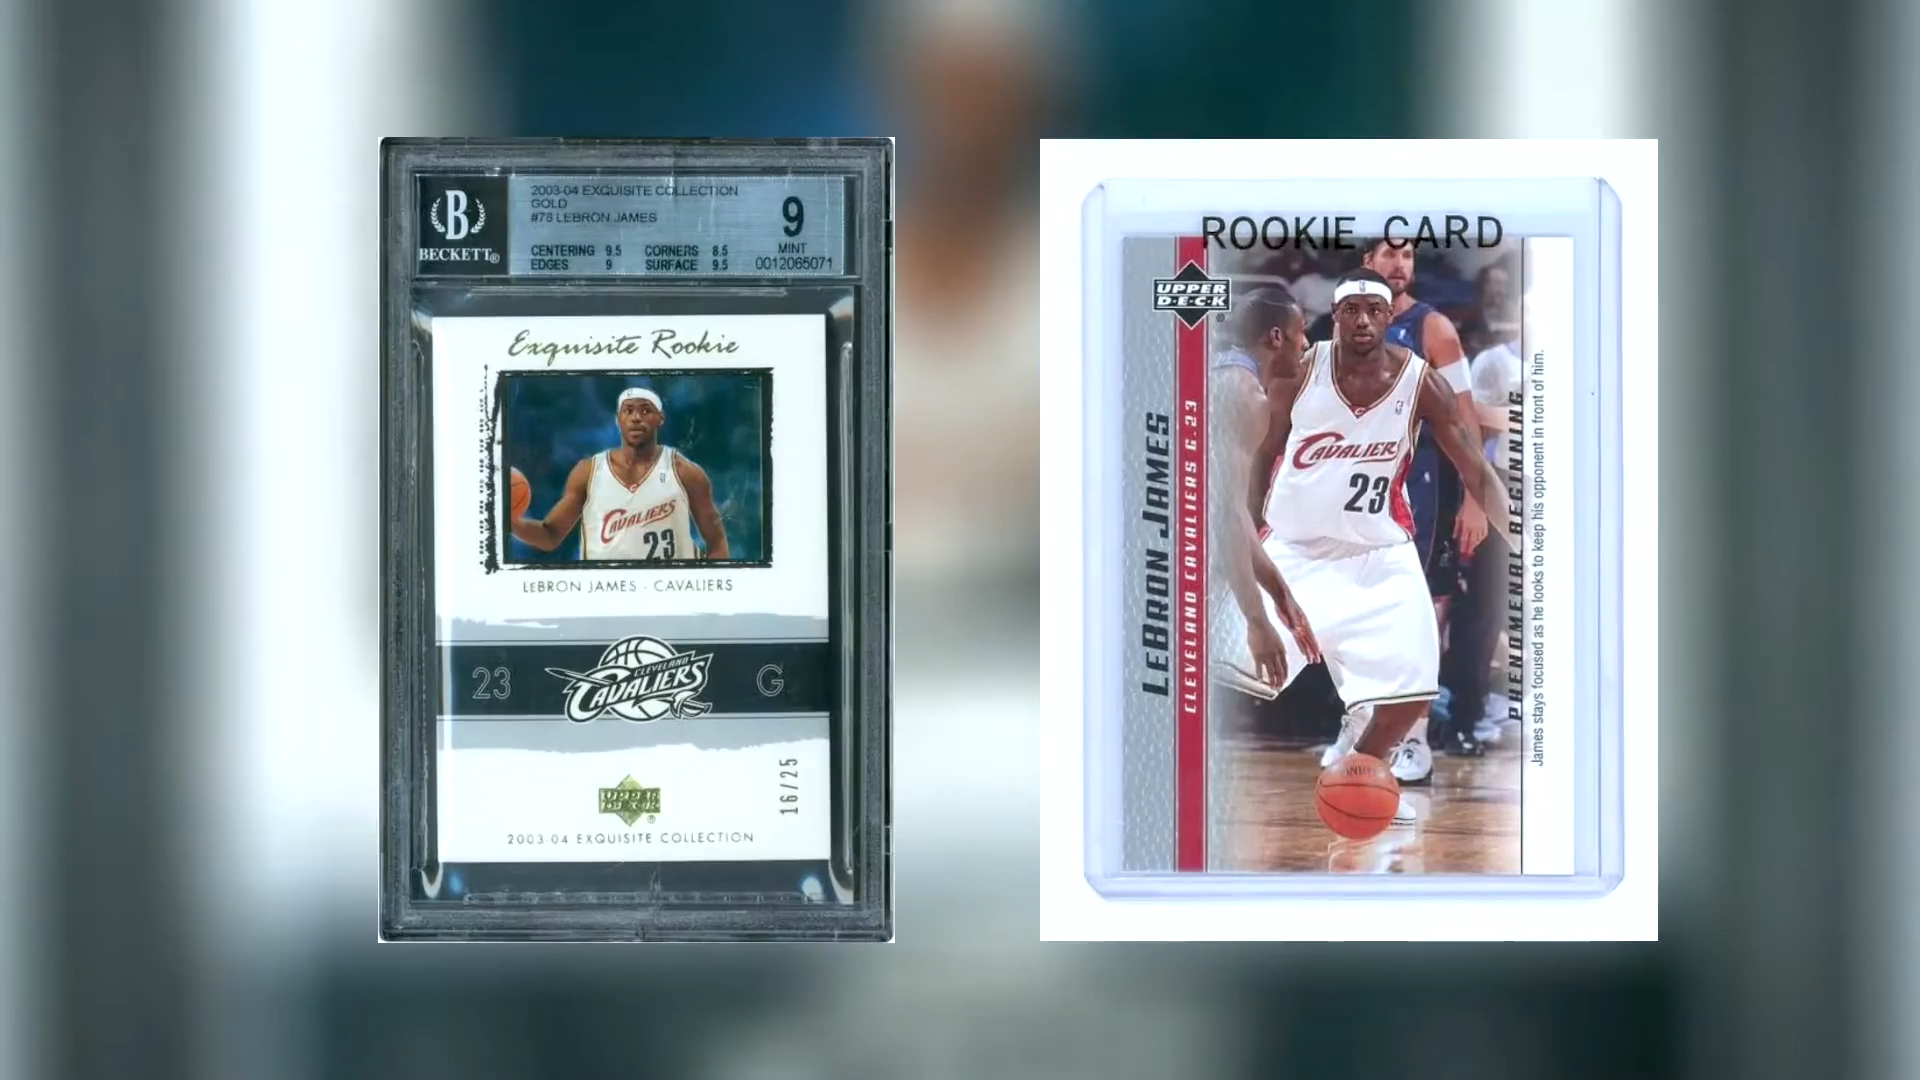 B
BECKETT®
2003-04 EXQUISITE COLLECTION
GOLD
#78 LEBRON JAMES
CENTERING 9.5 CORNERS 8.5
EDGES 9 SURFACE 9.5
9
MINT
0012065071
Exquisite Rookie
CAVALIERS
23
LEBRON JAMES · CAVALIERS
23
CLEVELAND
CAVALIERS
G
16/25
UPPER
DECK
®
2003-04 EXQUISITE COLLECTION
ROOKIE CARD
UPPER
DECK
®
LEBRON JAMES
CLEVELAND CAVALIERS G.23
CAVALIER
23
PHENOMENAL BEGINNING
James stays focused as he looks to keep his opponent in front of him.